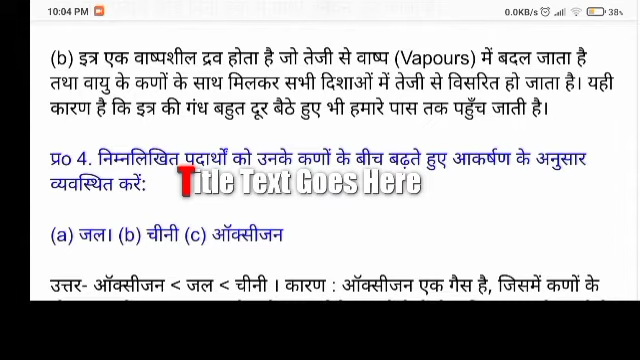 10:04 PM
0.0KB/s 38%
(b) इत्र एक वाष्पशील द्रव होता है जो तेजी से वाष्प (Vapours) में बदल जाता है
तथा वायु के कणों के साथ मिलकर सभी दिशाओं में तेजी से विसरित हो जाता है। यही
कारण है कि इत्र की गंध बहुत दूर बैठे हुए भी हमारे पास तक पहुँच जाती है।
प्रo 4. निम्नलिखित पदार्थों को उनके कणों के बीच बढ़ते हुए आकर्षण के अनुसार
व्यवस्थित करें:
Title Text Goes Here
(a) जल। (b) चीनी (c) ऑक्सीजन
उत्तर- ऑक्सीजन < जल < चीनी । कारण : ऑक्सीजन एक गैस है, जिसमें कणों के